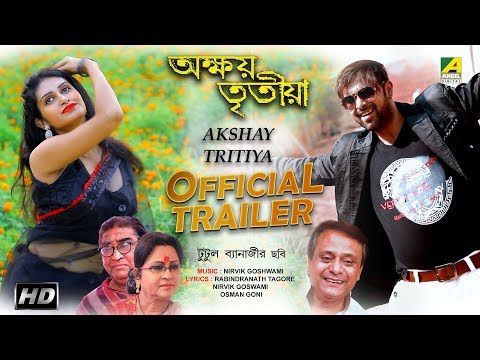 অক্ষয়
তৃতীয়া
AKSHAY
TRITIYA
OFFICIAL
TRAILER
টুটুল ব্যানার্জীর ছবি
MUSIC : NIRVIK GOSHWAMI
LYRICS : RABINDRANATH TAGORE
NIRVIK GOSWAMI
OSMAN GONI
HD
ANGEL